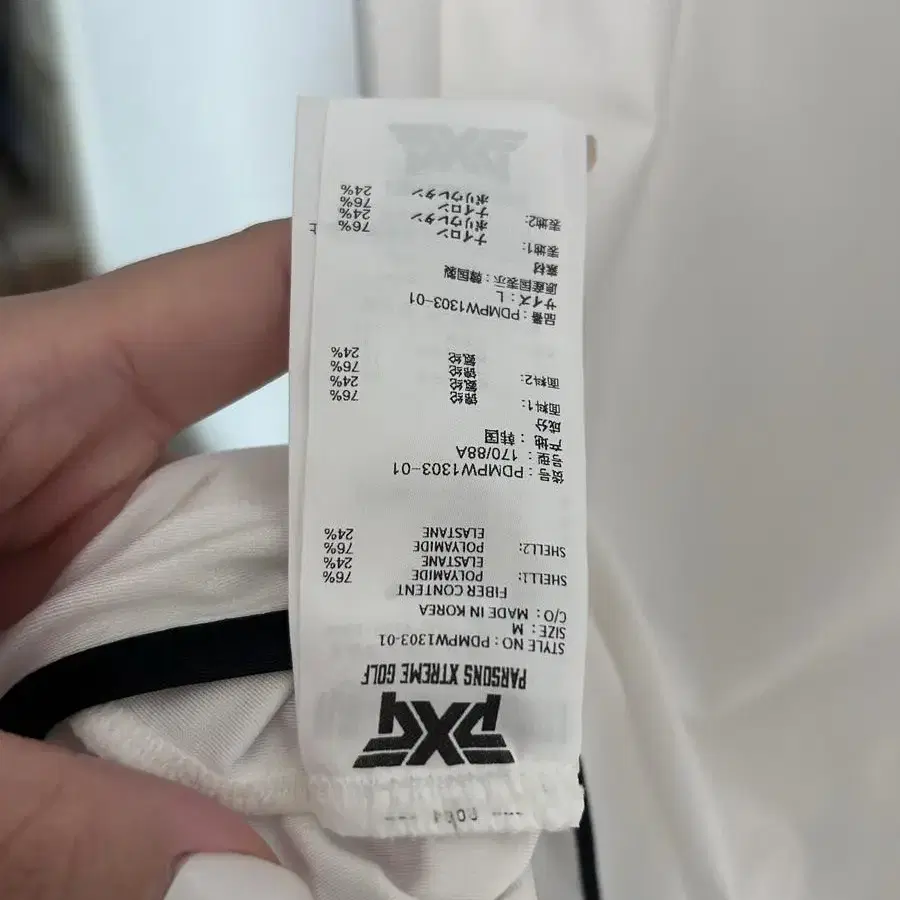 PXG
PARSONS XTREME GOLF
STYLE NO : PDMPW1303-01
SIZE : M
C/O : MADE IN KOREA
FIBER CONTENT
SHELL1: POLYAMIDE 76%
ELASTANE 24%
SHELL2: POLYAMIDE 76%
ELASTANE 24%
货号 : PDMPW1303-01
号型 : 170/88A
产地 : 韩国
成分
面料1: 锦纶 76%
氨纶 24%
面料2: 锦纶 76%
氨纶 24%
品番 : PDMPW1303-01
サイズ : L
原産国表示 : 韓国製
素材
表地1: ナイロン 76%
ポリウレタン 24%
表地2: ナイロン 76%
ポリウレタン 24%